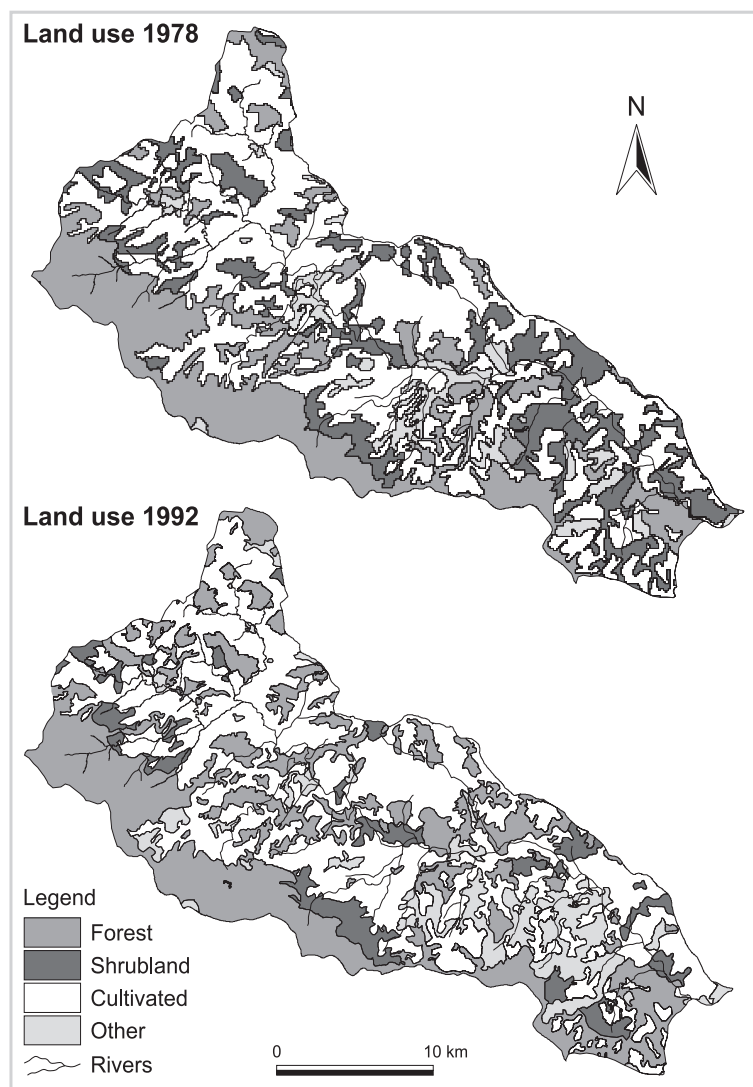 Land use 1978
N
Land use 1992
Legend
Forest
Shrubland
Cultivated
Other
Rivers
0 10 km